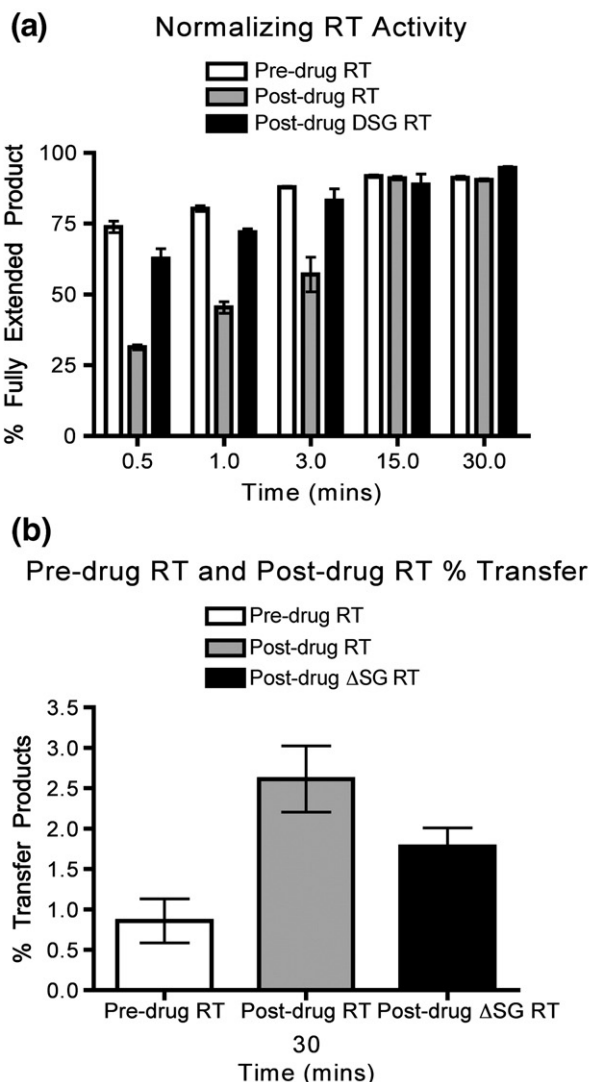 (a)
Normalizing RT Activity
Pre-drug RT
Post-drug RT
Post-drug DSG RT
% Fully Extended Product
100
75
50
25
0
0.5 1.0 3.0 15.0 30.0
Time (mins)
(b)
Pre-drug RT and Post-drug RT % Transfer
Pre-drug RT
Post-drug RT
Post-drug ΔSG RT
% Transfer Products
3.5
3.0
2.5
2.0
1.5
1.0
0.5
0.0
Pre-drug RT Post-drug RT Post-drug ΔSG RT
30
Time (mins)